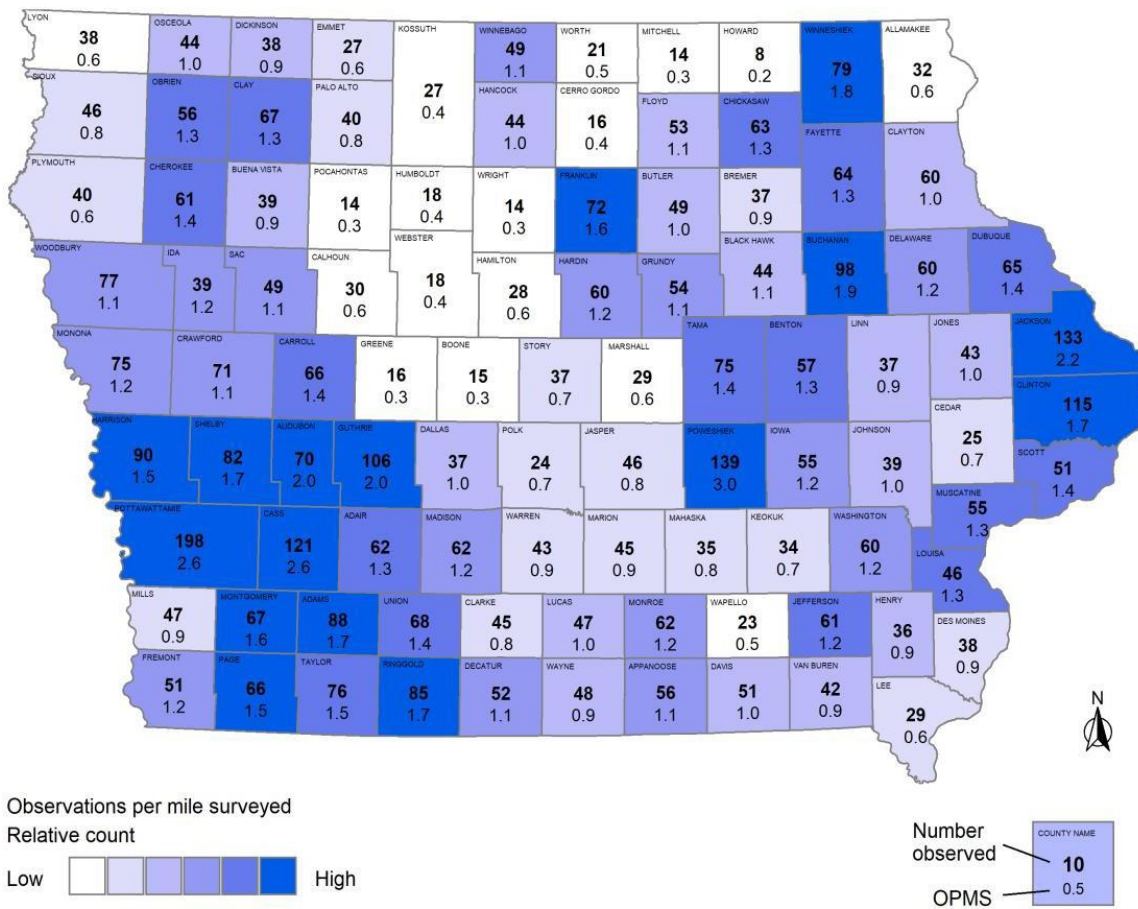 LYON
38
0.6
OSCEOLA
44
1.0
DICKINSON
38
0.9
EMMET
27
0.6
KOSSUTH
27
0.4
WINNEBAGO
49
1.1
WORTH
21
0.5
MITCHELL
14
0.3
HOWARD
8
0.2
WINNESHIEK
79
1.8
ALLAMAKEE
32
0.6
SIOUX
46
0.8
OBRIEN
56
1.3
CLAY
67
1.3
PALO ALTO
40
0.8
HANCOCK
44
1.0
CERRO GORDO
16
0.4
FLOYD
53
1.1
CHICKASAW
63
1.3
FAYETTE
64
1.3
CLAYTON
60
1.0
PLYMOUTH
40
0.6
CHEROKEE
61
1.4
BUENA VISTA
39
0.9
POCAHONTAS
14
0.3
HUMBOLDT
18
0.4
WRIGHT
14
0.3
FRANKLIN
72
1.6
BUTLER
49
1.0
BREMER
37
0.9
WOODBURY
77
1.1
IDA
39
1.2
SAC
49
1.1
CALHOUN
30
0.6
WEBSTER
18
0.4
HAMILTON
28
0.6
HARDIN
60
1.2
GRUNDY
54
1.1
BLACK HAWK
44
1.1
BUCHANAN
98
1.9
DELAWARE
60
1.2
DUBUQUE
65
1.4
MONONA
75
1.2
CRAWFORD
71
1.1
CARROLL
66
1.4
GREENE
16
0.3
BOONE
15
0.3
STORY
37
0.7
MARSHALL
29
0.6
TAMA
75
1.4
BENTON
57
1.3
LINN
37
0.9
JONES
43
1.0
JACKSON
133
2.2
CLINTON
115
1.7
HARRISON
90
1.5
SHELBY
82
1.7
AUDUBON
70
2.0
GUTHRIE
106
2.0
DALLAS
37
1.0
POLK
24
0.7
JASPER
46
0.8
POWESHIEK
139
3.0
IOWA
55
1.2
JOHNSON
39
1.0
CEDAR
25
0.7
SCOTT
51
1.4
MUSCATINE
55
1.3
POTTAWATTAMIE
198
2.6
CASS
121
2.6
ADAIR
62
1.3
MADISON
62
1.2
WARREN
43
0.9
MARION
45
0.9
MAHASKA
35
0.8
KEOKUK
34
0.7
WASHINGTON
60
1.2
LOUISA
46
1.3
MILLS
47
0.9
MONTGOMERY
67
1.6
ADAMS
88
1.7
UNION
68
1.4
CLARKE
45
0.8
LUCAS
47
1.0
MONROE
62
1.2
WAPELLO
23
0.5
JEFFERSON
61
1.2
HENRY
36
0.9
DES MOINES
38
0.9
FREMONT
51
1.2
PAGE
66
1.5
TAYLOR
76
1.5
RINGGOLD
85
1.7
DECATUR
52
1.1
WAYNE
48
0.9
APPANOOSE
56
1.1
DAVIS
51
1.0
VAN BUREN
42
0.9
LEE
29
0.6
N
Observations per mile surveyed
Relative count
Low High
Number
observed
OPMS
COUNTY NAME
10
0.5